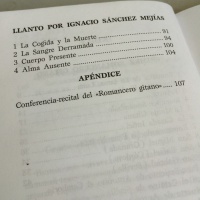 LLANTO POR IGNACIO SÁNCHEZ MEJÍAS
1 La Cogida y la Muerte ..... 91
2 La Sangre Derramada ..... 94
3 Cuerpo Presente ..... 100
4 Alma Ausente ..... 104
APÉNDICE
Conferencia-recital del «Romancero gitano» ..... 107